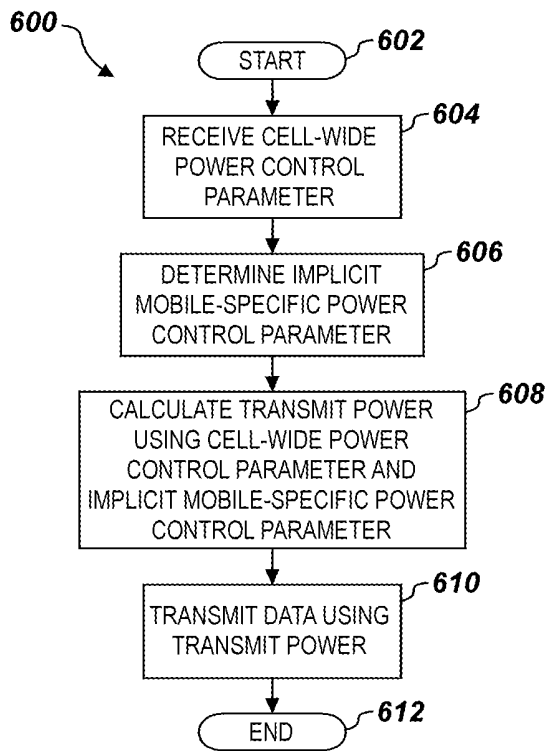 600
START
602
RECEIVE CELL-WIDE
POWER CONTROL
PARAMETER
604
DETERMINE IMPLICIT
MOBILE-SPECIFIC POWER
CONTROL PARAMETER
606
CALCULATE TRANSMIT POWER
USING CELL-WIDE POWER
CONTROL PARAMETER AND
IMPLICIT MOBILE-SPECIFIC POWER
CONTROL PARAMETER
608
TRANSMIT DATA USING
TRANSMIT POWER
610
END
612